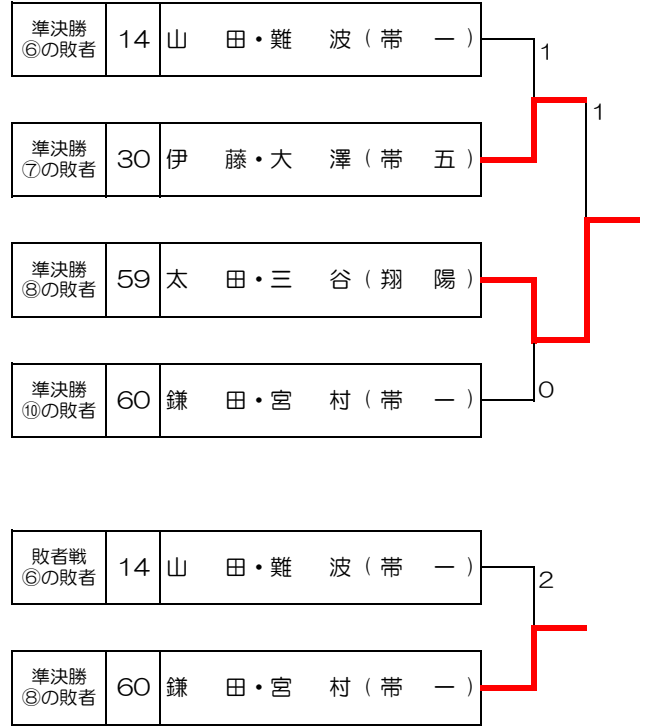 準決勝
⑥の敗者 14 山 田・難 波(帯 一)
1
1
準決勝
⑦の敗者 30 伊 藤・大 澤(帯 五)
準決勝
⑧の敗者 59 太 田・三 谷(翔 陽)
準決勝
⑩の敗者 60 鎌 田・宮 村(帯 一)
0
敗者戦
⑥の敗者 14 山 田・難 波(帯 一)
2
準決勝
⑧の敗者 60 鎌 田・宮 村(帯 一)